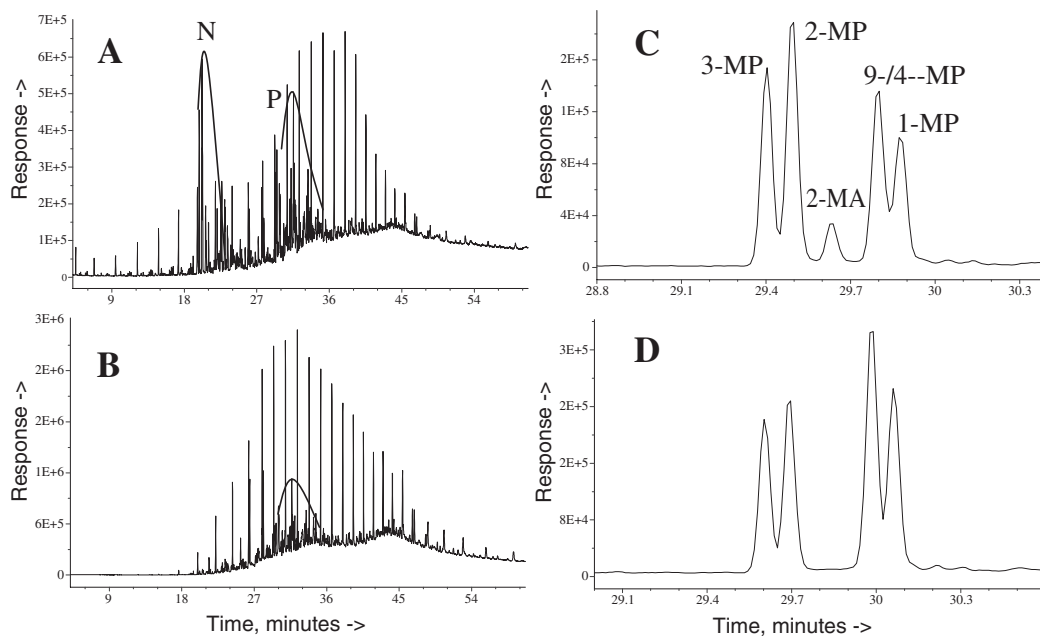 A
N
P
Response ->
7E+5
6E+5
5E+5
4E+5
3E+5
2E+5
1E+5
0
9 18 27 36 45 54
C
3-MP
2-MP
2-MA
9-/4--MP
1-MP
Response ->
2E+5
1E+5
8E+4
4E+4
0
28.8 29.1 29.4 29.7 30 30.3
B
Response ->
3E+6
2E+6
2E+6
1E+6
6E+5
0
9 18 27 36 45 54
Time, minutes ->
D
Response ->
3E+5
2E+5
2E+5
8E+4
0
29.1 29.4 29.7 30 30.3
Time, minutes ->